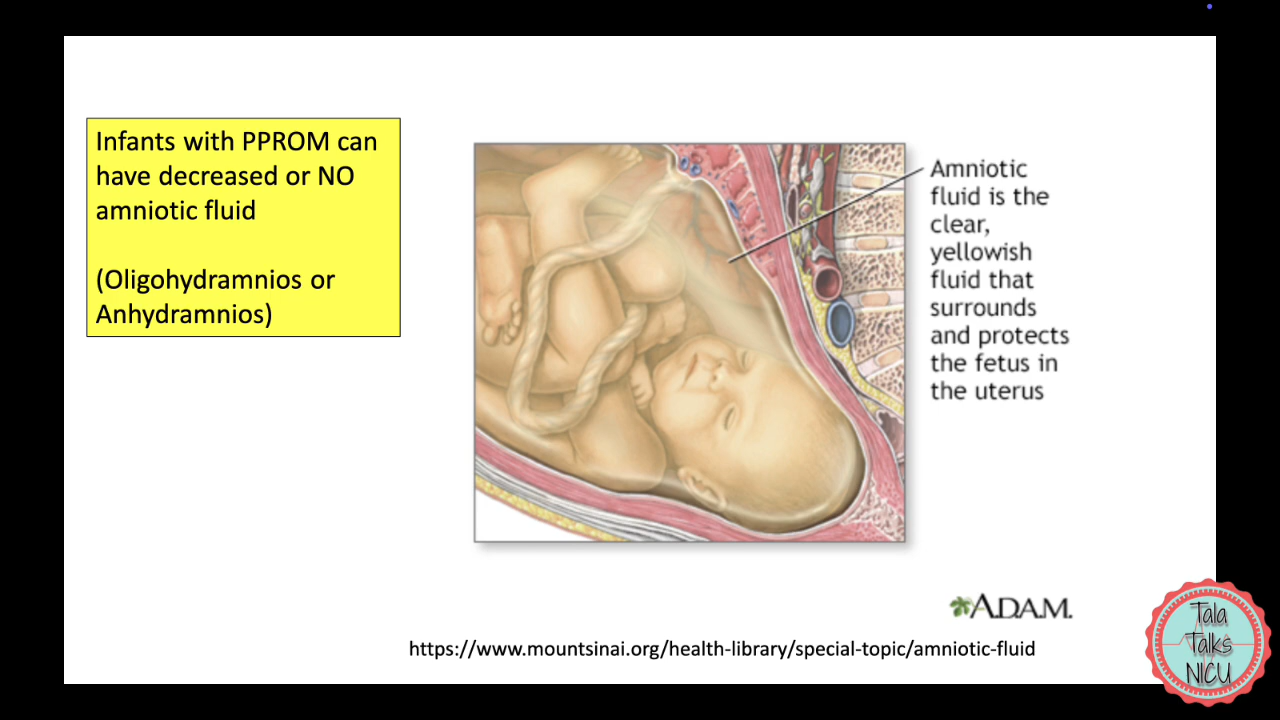 Infants with PPROM can
have decreased or NO
amniotic fluid
(Oligohydramnios or
Anhydramnios)
Amniotic
fluid is the
clear,
yellowish
fluid that
surrounds
and protects
the fetus in
the uterus
A.D.A.M.
https://www.mountsinai.org/health-library/special-topic/amniotic-fluid
Tala
Talks
NICU